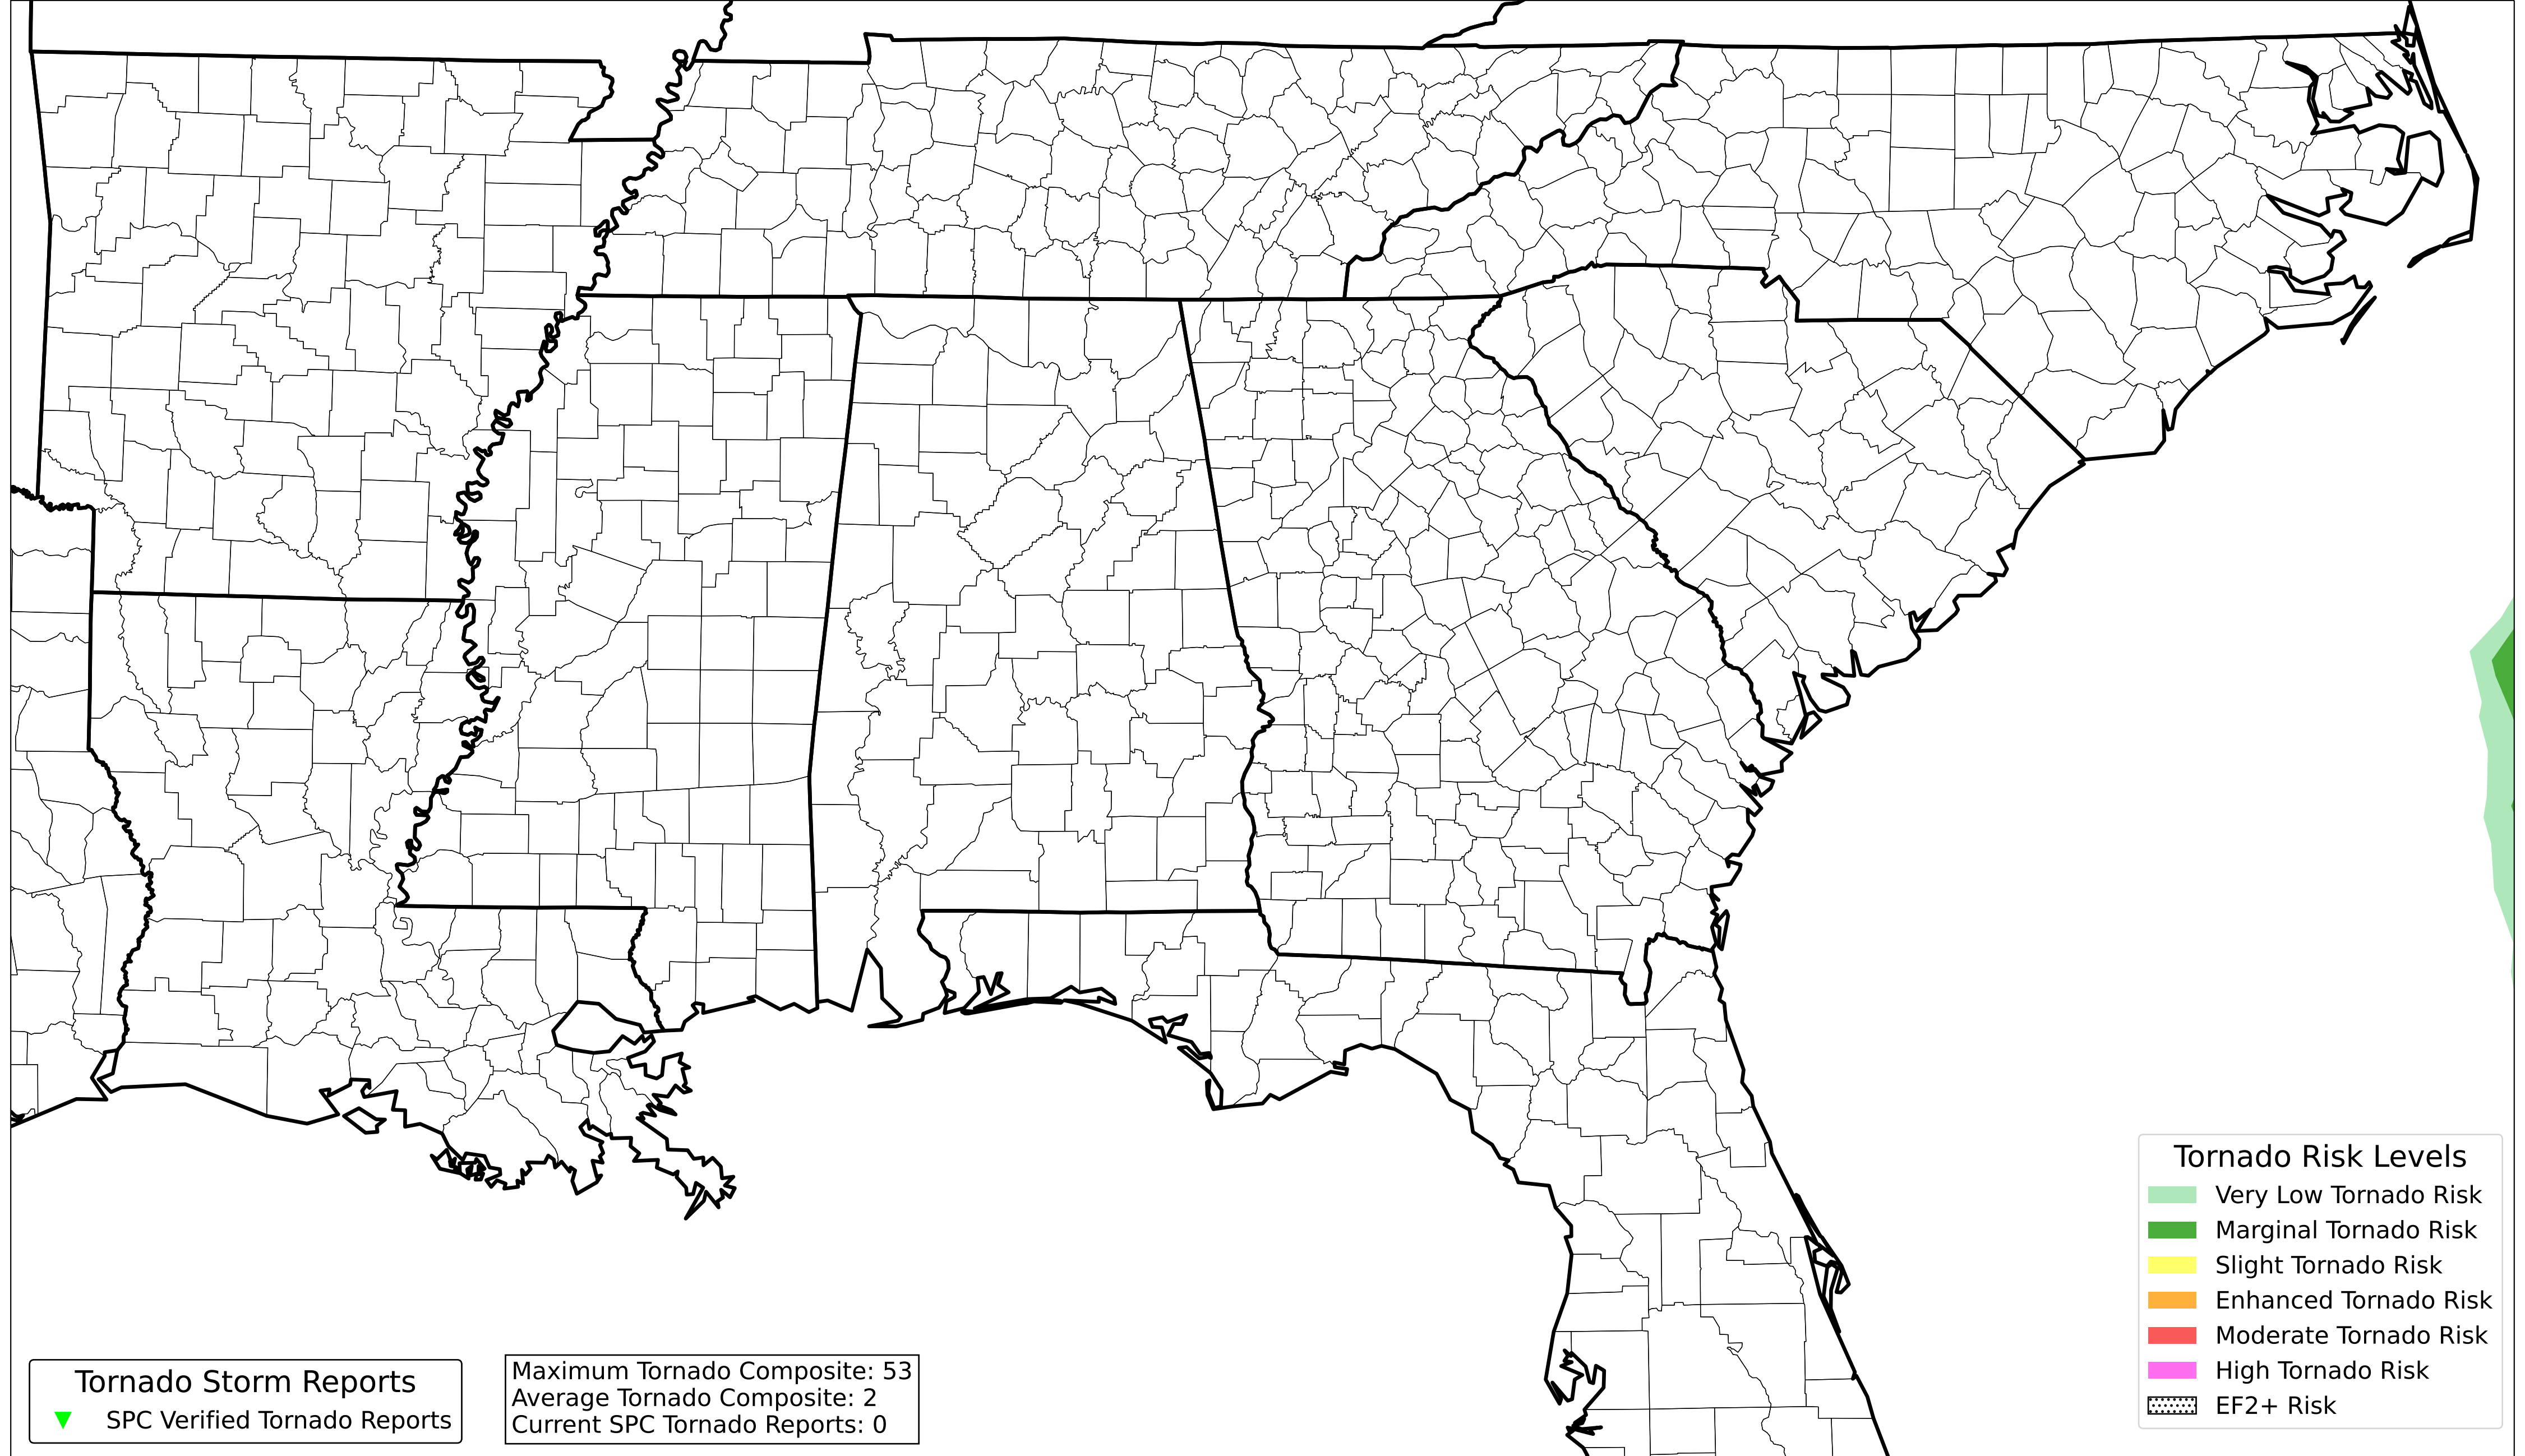 Tornado Risk Levels
Very Low Tornado Risk
Marginal Tornado Risk
Slight Tornado Risk
Enhanced Tornado Risk
Moderate Tornado Risk
High Tornado Risk
EF2+ Risk
Tornado Storm Reports
SPC Verified Tornado Reports
Maximum Tornado Composite: 53
Average Tornado Composite: 2
Current SPC Tornado Reports: 0